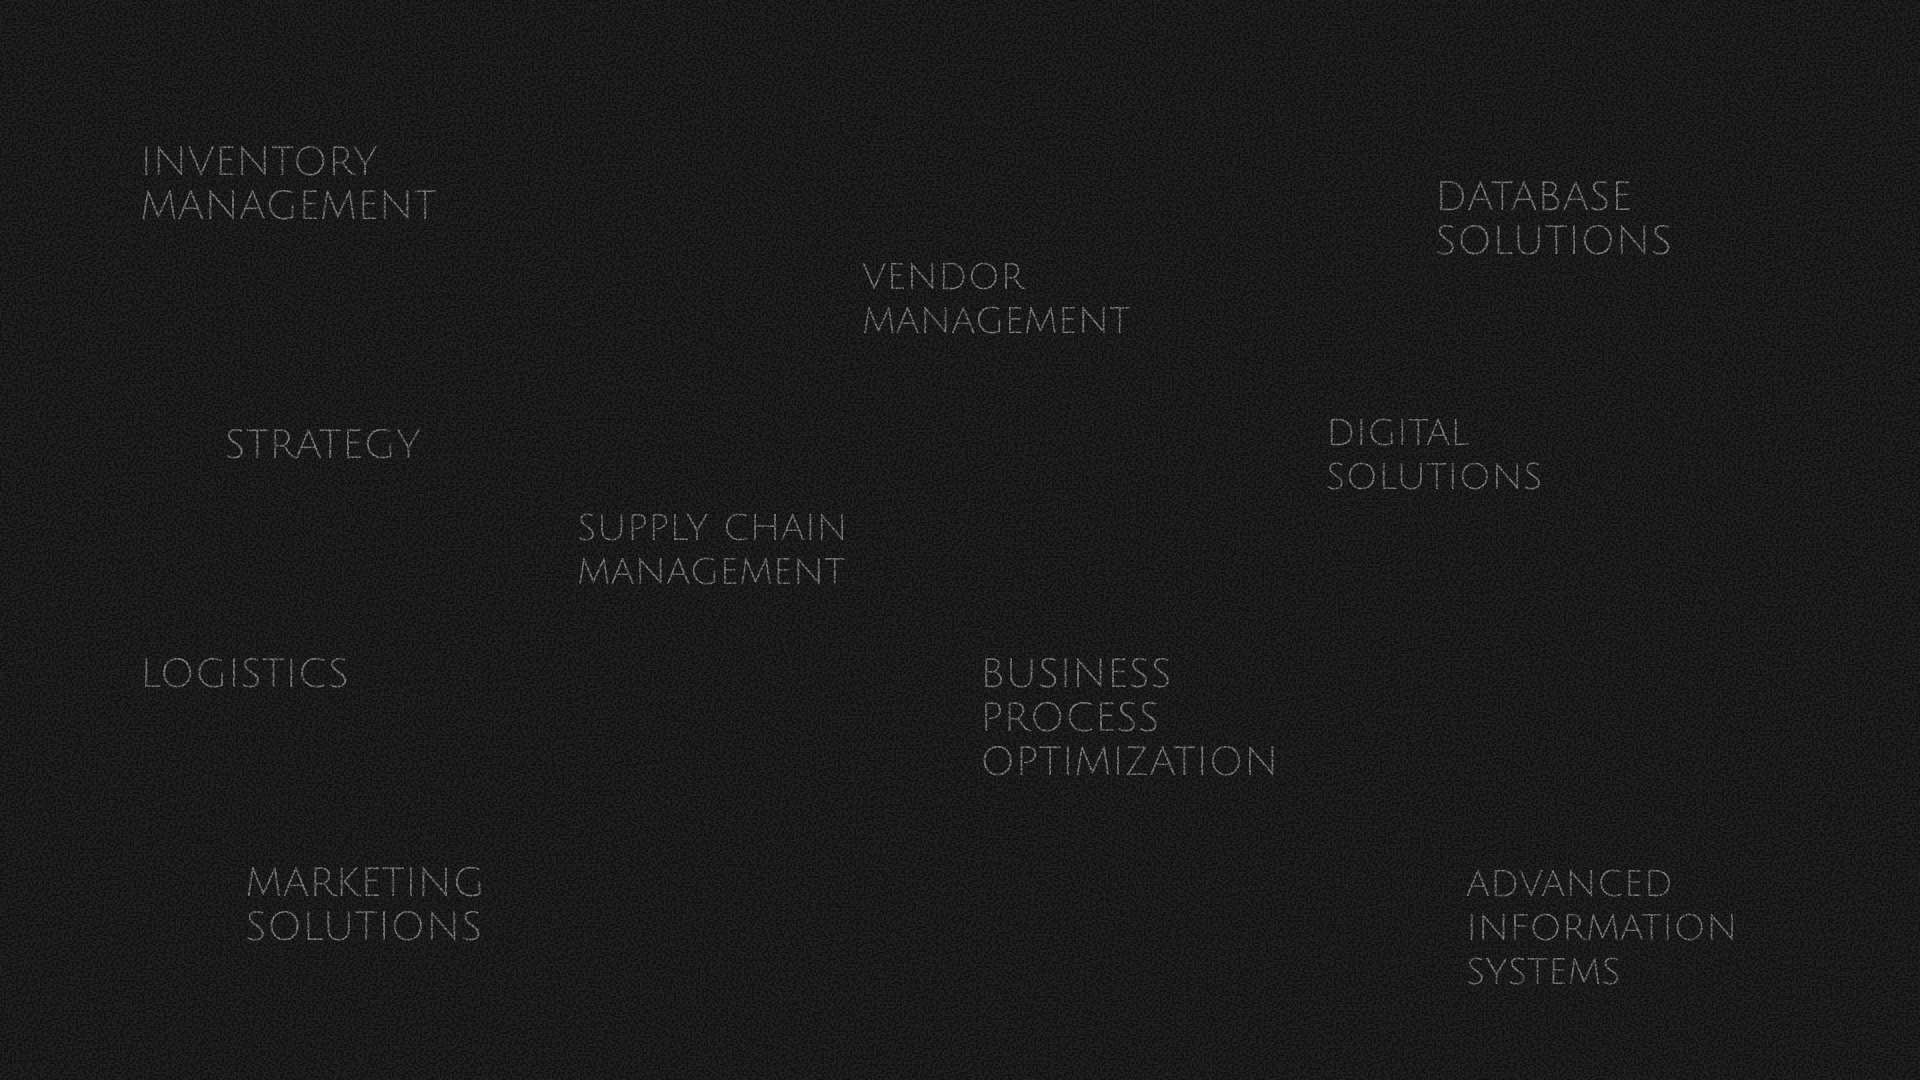 INVENTORY
MANAGEMENT
DATABASE
SOLUTIONS
VENDOR
MANAGEMENT
STRATEGY
DIGITAL
SOLUTIONS
SUPPLY CHAIN
MANAGEMENT
LOGISTICS
BUSINESS
PROCESS
OPTIMIZATION
MARKETING
SOLUTIONS
ADVANCED
INFORMATION
SYSTEMS